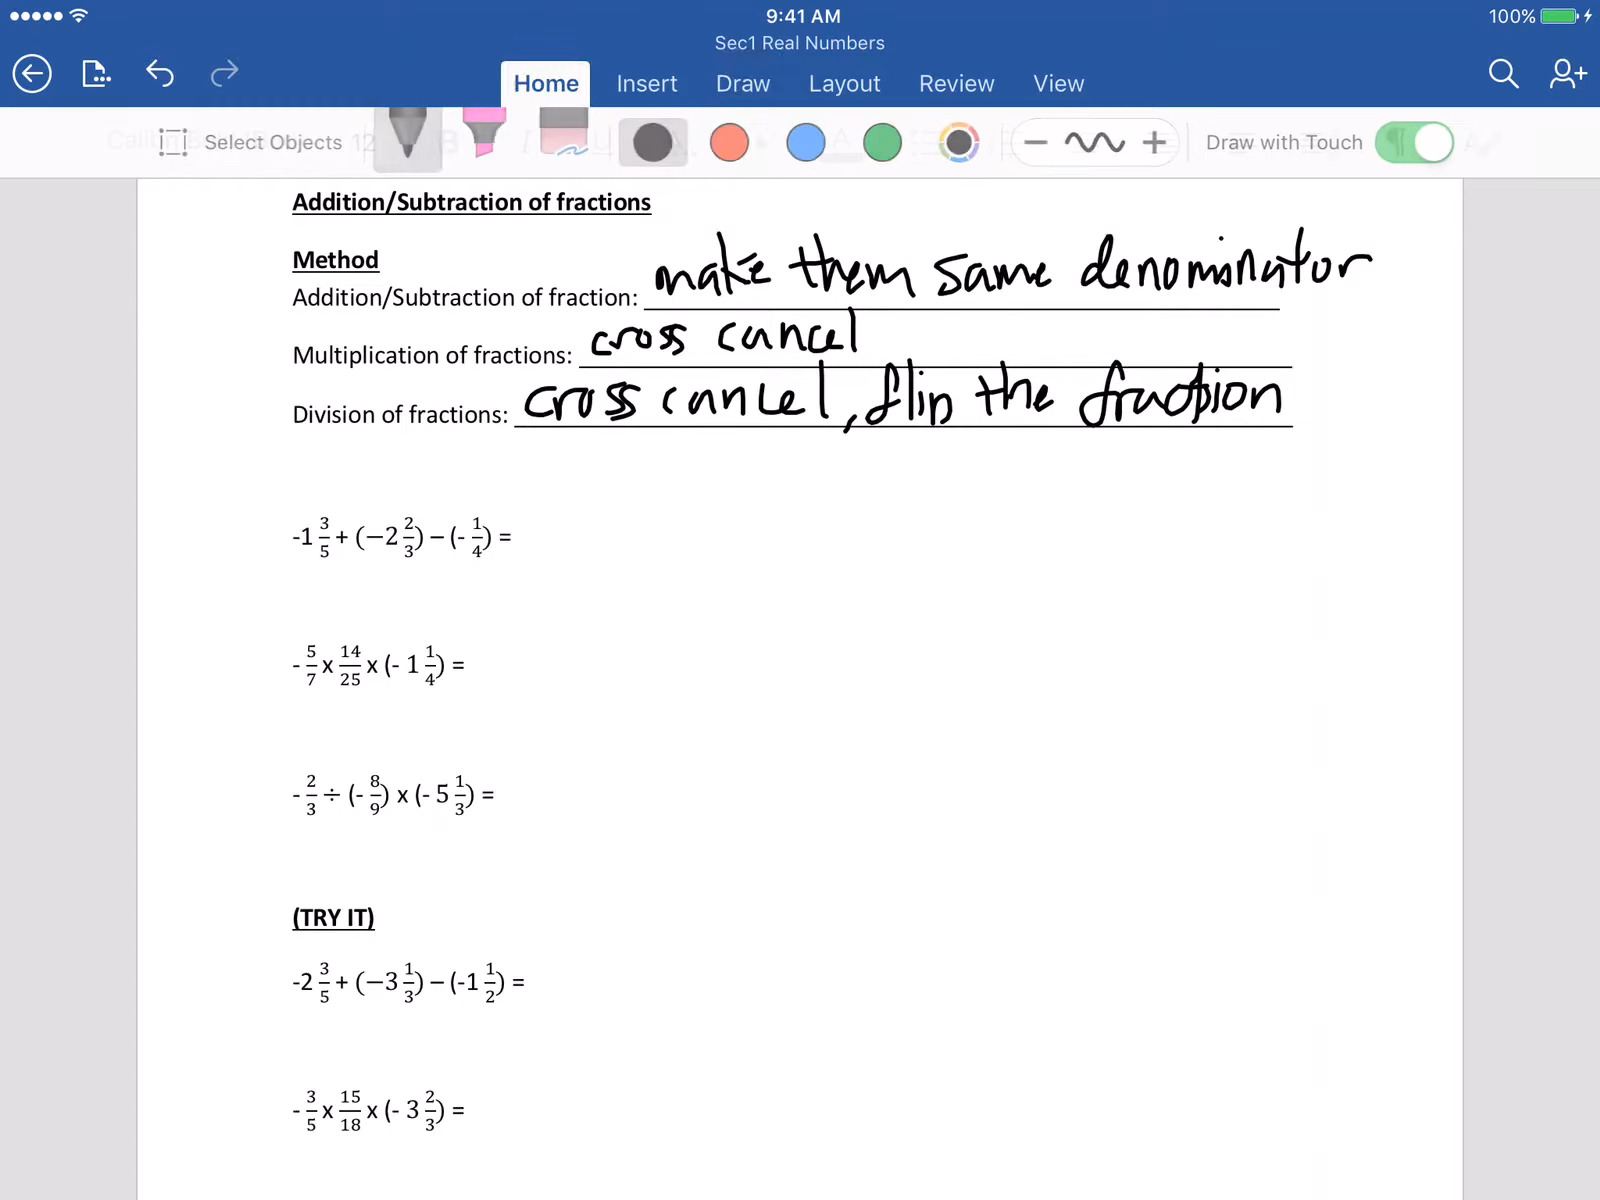 9:41 AM
100%
Sec1 Real Numbers
Home Insert Draw Layout Review View
Select Objects 12 Draw with Touch
Addition/Subtraction of fractions
Method
Addition/Subtraction of fraction: make them same denominator
Multiplication of fractions: cross cancel
Division of fractions: cross cancel, flip the fraction
-1 3/5 + (−2 2/3) – (- 1/4) =
- 5/7 x 14/25 x (- 1 1/4) =
- 2/3 ÷ (- 8/9) x (- 5 1/3) =
(TRY IT)
-2 3/5 + (−3 1/3) – (-1 1/2) =
- 3/5 x 15/18 x (- 3 2/3) =